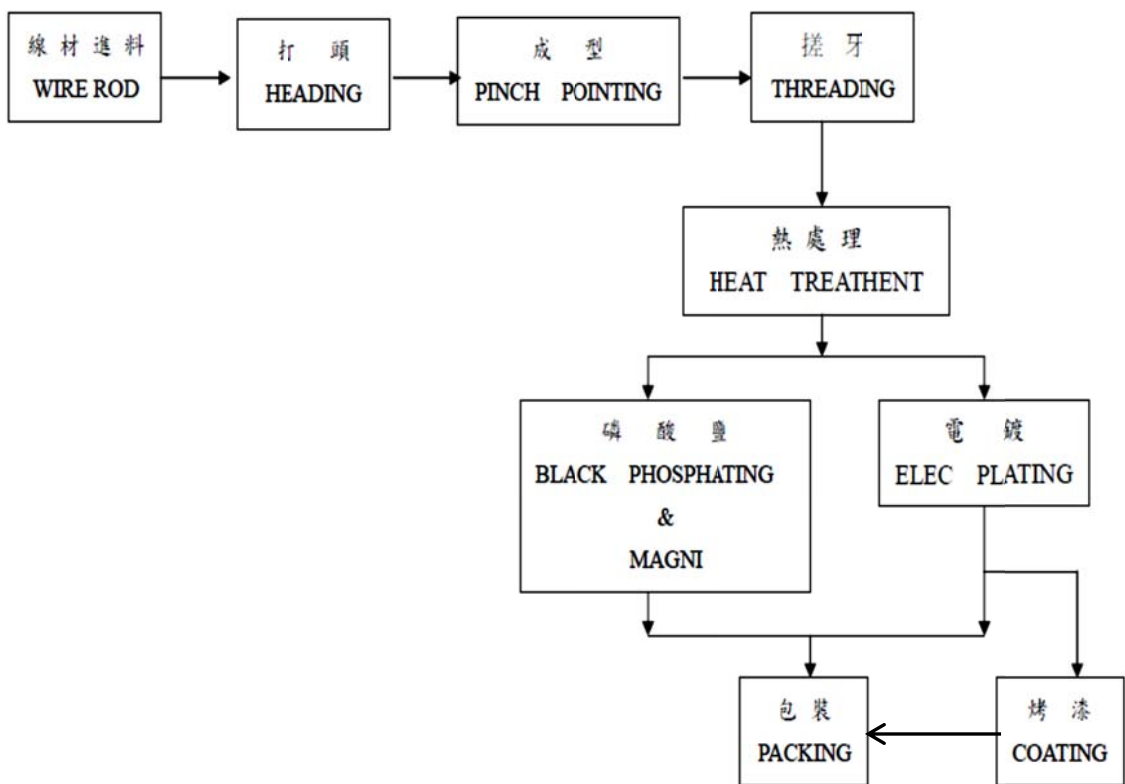 線材進料
WIRE ROD
打頭
HEADING
成型
PINCH POINTING
搓牙
THREADING
熱處理
HEAT TREATHENT
磷酸鹽
BLACK PHOSPHATING
&
MAGNI
電鍍
ELEC PLATING
包裝
PACKING
烤漆
COATING